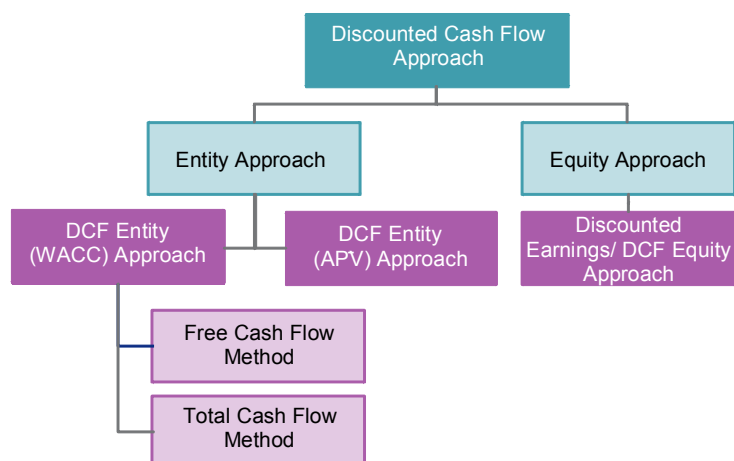 Discounted Cash Flow
Approach
Entity Approach
Equity Approach
DCF Entity
(WACC) Approach
DCF Entity
(APV) Approach
Discounted
Earnings/ DCF Equity
Approach
Free Cash Flow
Method
Total Cash Flow
Method